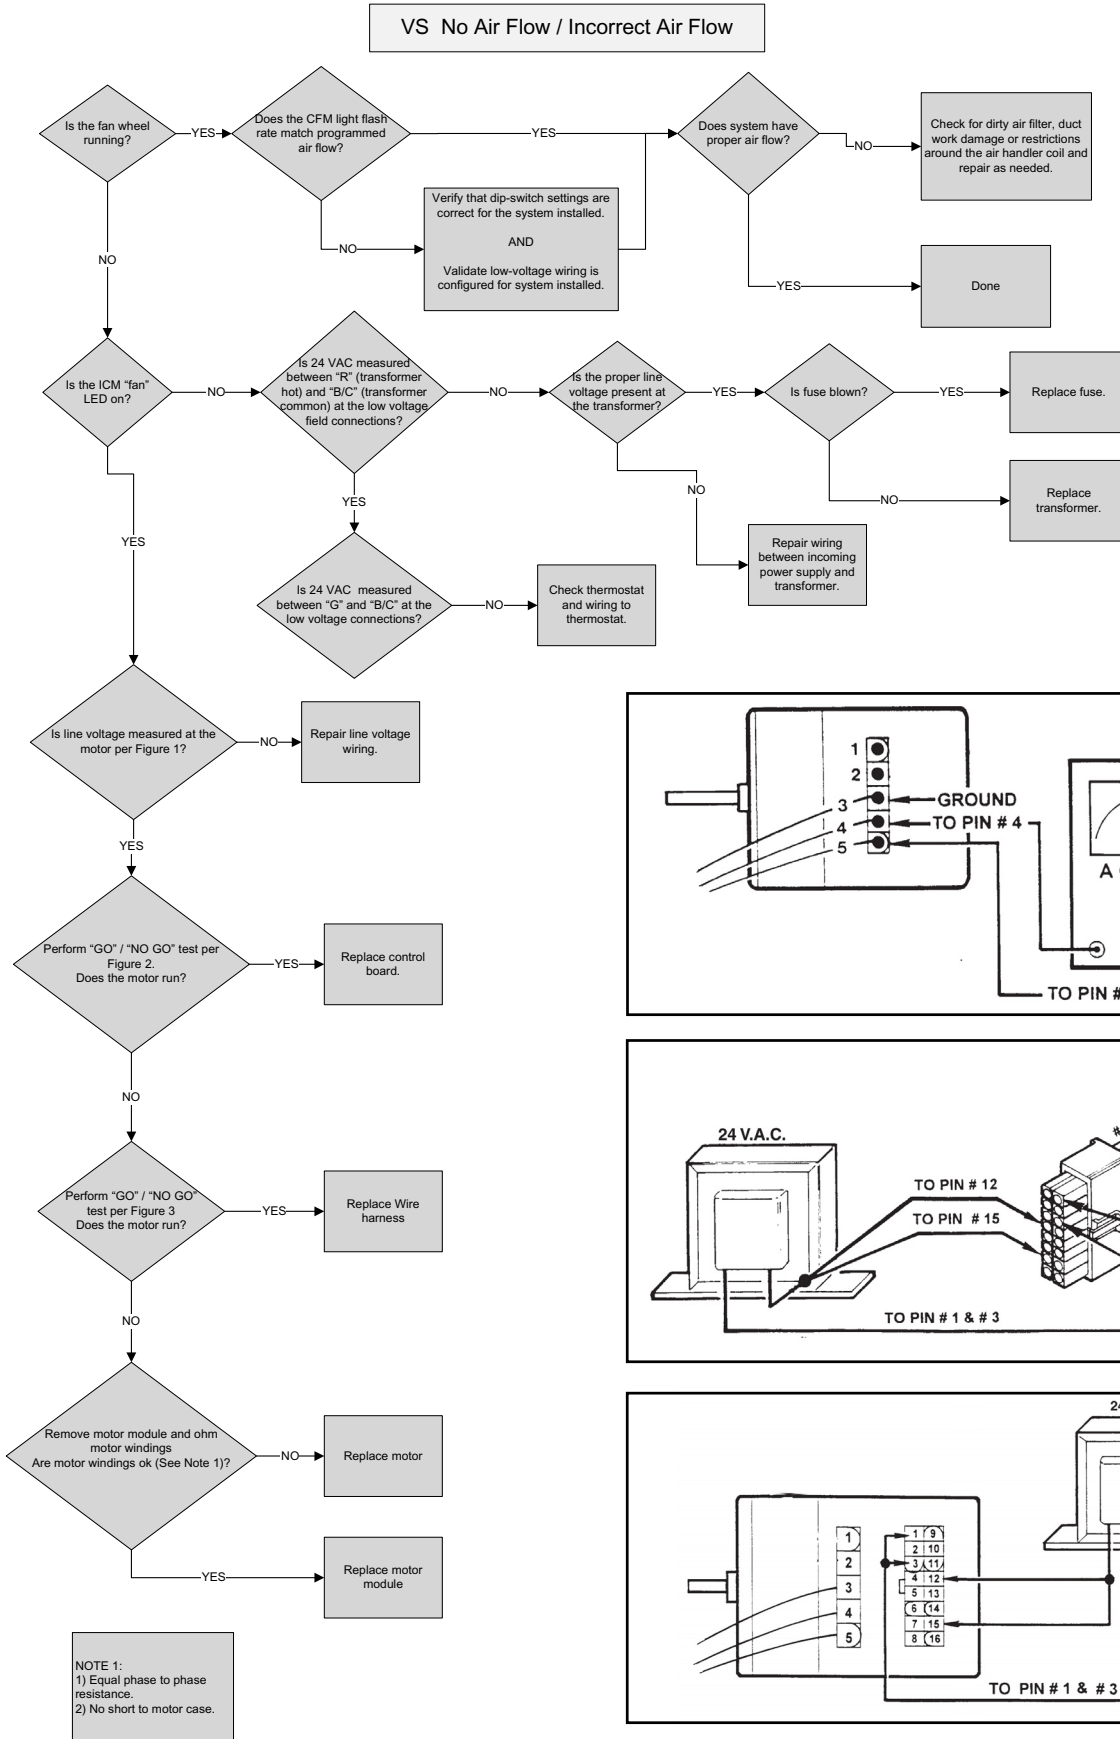 VS No Air Flow / Incorrect Air Flow
Is the fan wheel
running?
YES
Does the CFM light flash
rate match programmed
air flow?
YES
Does system have
proper air flow?
NO
Check for dirty air filter, duct
work damage or restrictions
around the air handler coil and
repair as needed.
NO
Verify that dip-switch settings are
correct for the system installed.
AND
Validate low-voltage wiring is
configured for system installed.
YES
Done
NO
Is the ICM “fan”
LED on?
NO
Is 24 VAC measured
between “R” (transformer
hot) and “B/C” (transformer
common) at the low voltage
field connections?
NO
Is the proper line
voltage present at
the transformer?
YES
Is fuse blown?
YES
Replace fuse.
NO
Replace
transformer.
NO
Repair wiring
between incoming
power supply and
transformer.
YES
Is 24 VAC measured
between “G” and “B/C” at the
low voltage connections?
NO
Check thermostat
and wiring to
thermostat.
YES
Is line voltage measured at the
motor per Figure 1?
NO
Repair line voltage
wiring.
YES
Perform “GO” / “NO GO” test per
Figure 2.
Does the motor run?
YES
Replace control
board.
NO
Perform “GO” / “NO GO”
test per Figure 3
Does the motor run?
YES
Replace Wire
harness
NO
Remove motor module and ohm
motor windings
Are motor windings ok (See Note 1)?
NO
Replace motor
YES
Replace motor
module
NOTE 1:
1) Equal phase to phase
resistance.
2) No short to motor case.
1
2
3
4
5
GROUND
TO PIN # 4
A
TO PIN #
24 V.A.C.
#
TO PIN # 12
TO PIN # 15
TO PIN # 1 & # 3
24
1
2
3
4
5
1 9
2 10
3 11
4 12
5 13
6 14
7 15
8 16
TO PIN # 1 & # 3